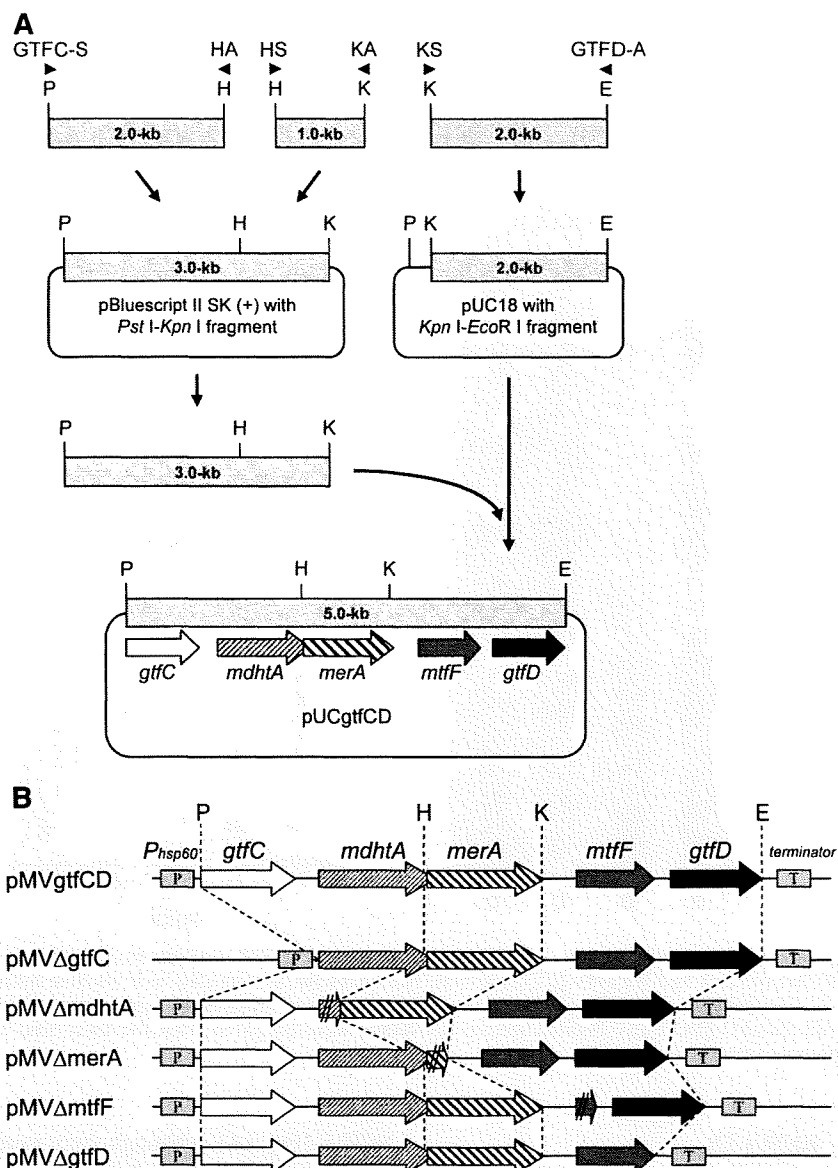 A
GTFC-S HA HS KA KS GTFD-A
P H H K K E
2.0-kb 1.0-kb 2.0-kb
P H K P K E
3.0-kb 2.0-kb
pBluescript II SK (+) with
Pst I-Kpn I fragment
pUC18 with
Kpn I-EcoR I fragment
P H K
3.0-kb
P H K E
5.0-kb
gtfC mdhtA merA mtfF gtfD
pUCgtfCD
B
P H K E
Phsp60 gtfC mdhtA merA mtfF gtfD terminator
pMVgtfCD P T
pMVΔgtfC P T
pMVΔmdhtA P T
pMVΔmerA P T
pMVΔmtfF P T
pMVΔgtfD P T